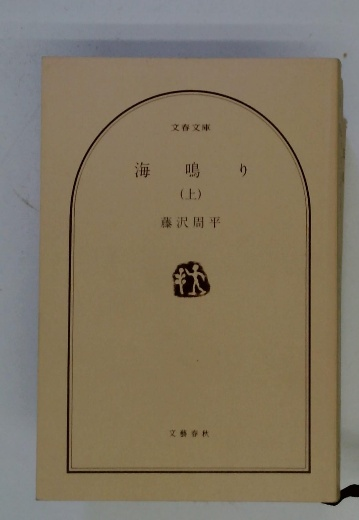 文春文庫
海鳴り
（上）
藤沢周平
文藝春秋